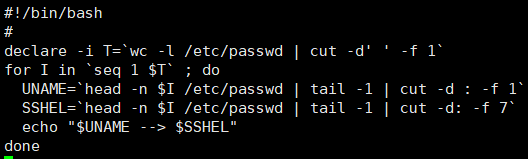 #!/bin/bash
#
declare -i T=`wc -l /etc/passwd | cut -d' ' -f 1`
for I in `seq 1 $T` ; do
  UNAME=`head -n $I /etc/passwd | tail -1 | cut -d : -f 1`
  SSHEL=`head -n $I /etc/passwd | tail -1 | cut -d: -f 7`
  echo "$UNAME --> $SSHEL"
done